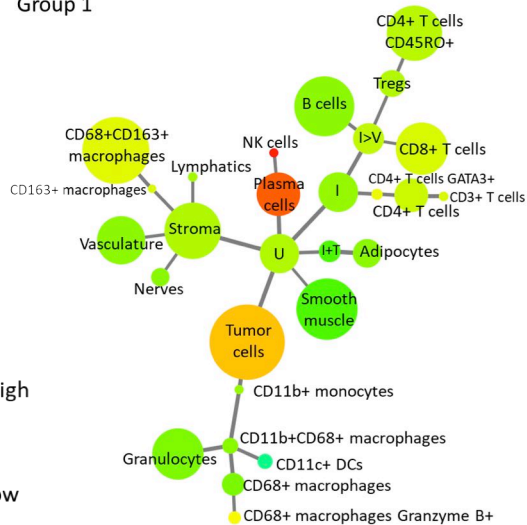 Group 1
CD4+ T cells
CD45RO+
Tregs
B cells
I>V
CD8+ T cells
NK cells
CD68+CD163+
macrophages
Lymphatics
CD163+ macrophages
Plasma
cells
I
CD4+ T cells GATA3+
CD3+ T cells
CD4+ T cells
Stroma
Vasculature
U
I+T
Adipocytes
Nerves
Smooth
muscle
Tumor
cells
igh
CD11b+ monocytes
CD11b+CD68+ macrophages
Granulocytes
CD11c+ DCs
CD68+ macrophages
ow
CD68+ macrophages Granzyme B+